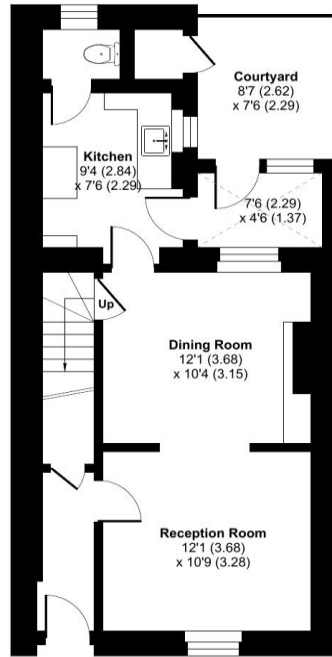 Courtyard
8'7 (2.62)
x 7'6 (2.29)
Kitchen
9'4 (2.84)
x 7'6 (2.29)
7'6 (2.29)
x 4'6 (1.37)
Up
Dining Room
12'1 (3.68)
x 10'4 (3.15)
Reception Room
12'1 (3.68)
x 10'9 (3.28)